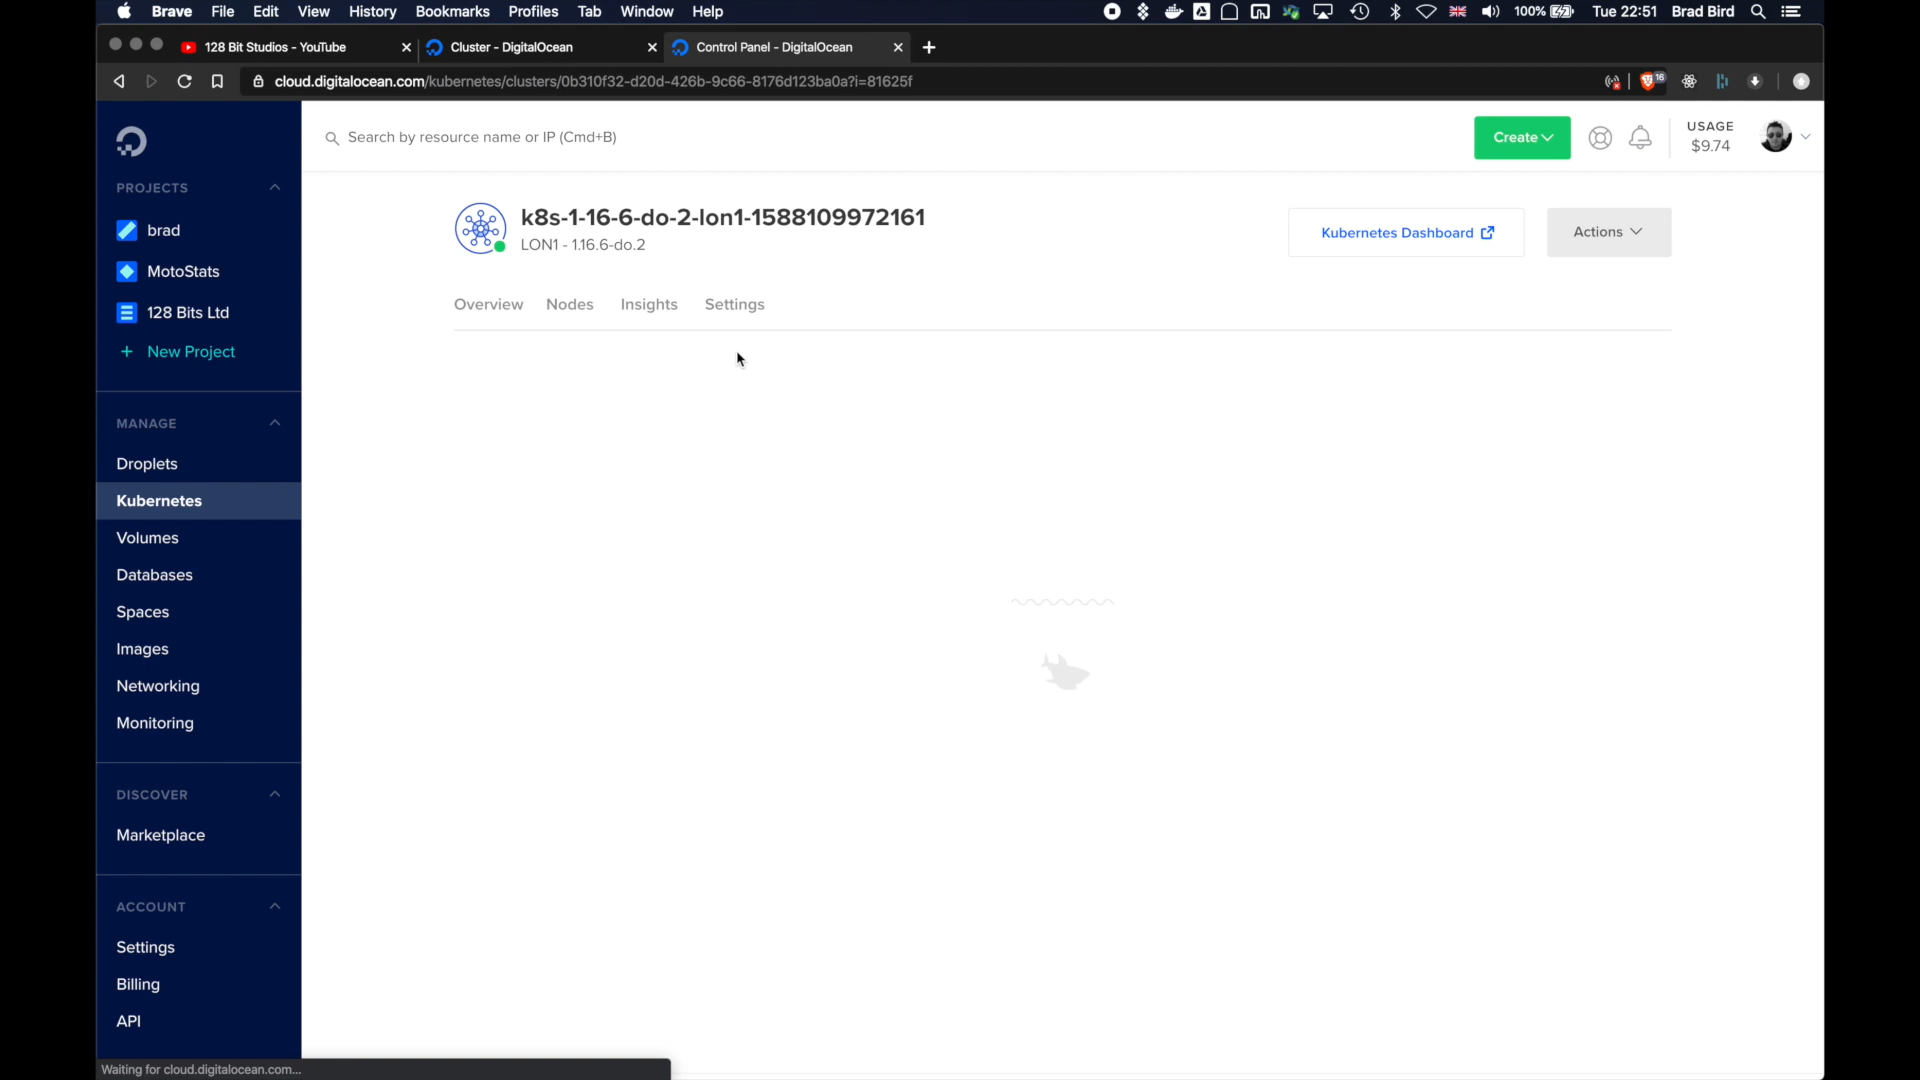 Brave File Edit View History Bookmarks Profiles Tab Window Help 100% Tue 22:51 Brad Bird
128 Bit Studios - YouTube Cluster - DigitalOcean Control Panel - DigitalOcean
cloud.digitalocean.com/kubernetes/clusters/0b310f32-d20d-426b-9c66-8176d123ba0a?i=81625f 16
Search by resource name or IP (Cmd+B)
Create
USAGE
$9.74
PROJECTS
brad
MotoStats
128 Bits Ltd
+ New Project
MANAGE
Droplets
Kubernetes
Volumes
Databases
Spaces
Images
Networking
Monitoring
DISCOVER
Marketplace
ACCOUNT
Settings
Billing
API
k8s-1-16-6-do-2-lon1-1588109972161
LON1 - 1.16.6-do.2
Kubernetes Dashboard
Actions
Overview Nodes Insights Settings
Waiting for cloud.digitalocean.com...